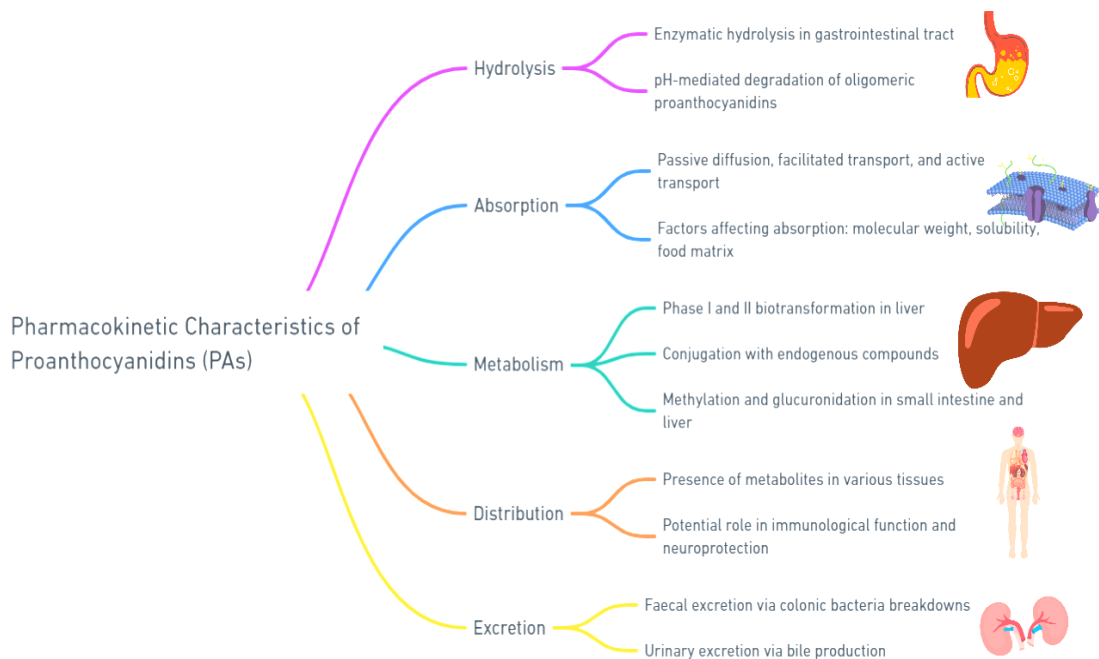 Pharmacokinetic Characteristics of
Proanthocyanidins (PAs)
Hydrolysis
Enzymatic hydrolysis in gastrointestinal tract
pH-mediated degradation of oligomeric
proanthocyanidins
Absorption
Passive diffusion, facilitated transport, and active
transport
Factors affecting absorption: molecular weight, solubility,
food matrix
Metabolism
Phase I and II biotransformation in liver
Conjugation with endogenous compounds
Methylation and glucuronidation in small intestine and
liver
Distribution
Presence of metabolites in various tissues
Potential role in immunological function and
neuroprotection
Excretion
Faecal excretion via colonic bacteria breakdowns
Urinary excretion via bile production